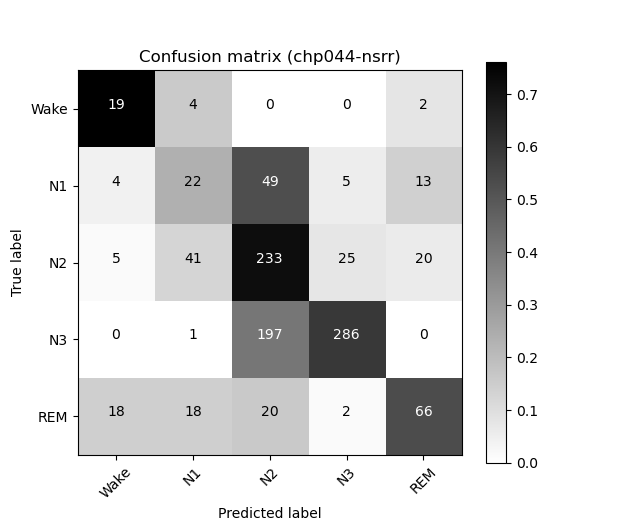 Confusion matrix (chp044-nsrr)
True label
Wake 19 4 0 0 2
N1 4 22 49 5 13
N2 5 41 233 25 20
N3 0 1 197 286 0
REM 18 18 20 2 66
Wake N1 N2 N3 REM
Predicted label
0.7
0.6
0.5
0.4
0.3
0.2
0.1
0.0